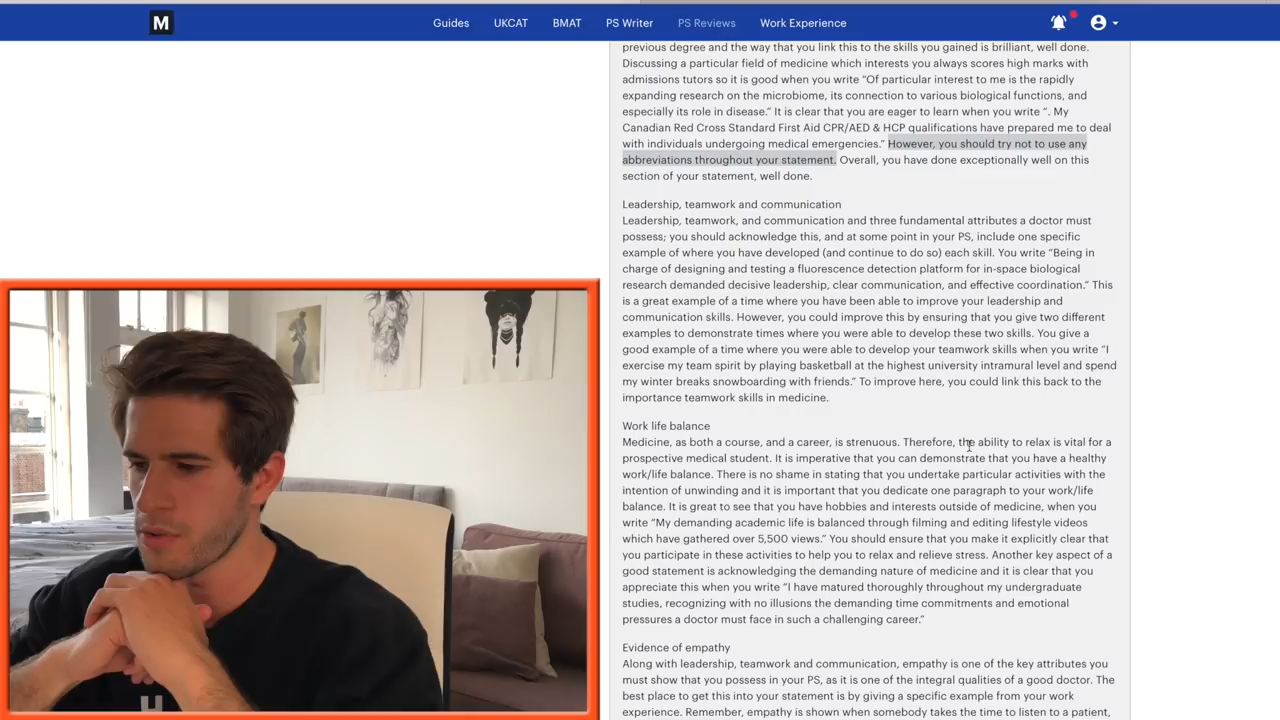 M
Guides UKCAT BMAT PS Writer PS Reviews Work Experience
previous degree and the way that you link this to the skills you gained is brilliant, well done.
Discussing a particular field of medicine which interests you always scores high marks with
admissions tutors so it is good when you write “Of particular interest to me is the rapidly
expanding research on the microbiome, its connection to various biological functions, and
especially its role in disease.” It is clear that you are eager to learn when you write “. My
Canadian Red Cross Standard First Aid CPR/AED & HCP qualifications have prepared me to deal
with individuals undergoing medical emergencies.” However, you should try not to use any
abbreviations throughout your statement. Overall, you have done exceptionally well on this
section of your statement, well done.
Leadership, teamwork and communication
Leadership, teamwork, and communication and three fundamental attributes a doctor must
possess; you should acknowledge this, and at some point in your PS, include one specific
example of where you have developed (and continue to do so) each skill. You write “Being in
charge of designing and testing a fluorescence detection platform for in-space biological
research demanded decisive leadership, clear communication, and effective coordination.” This
is a great example of a time where you have been able to improve your leadership and
communication skills. However, you could improve this by ensuring that you give two different
examples to demonstrate times where you were able to develop these two skills. You give a
good example of a time where you were able to develop your teamwork skills when you write “I
exercise my team spirit by playing basketball at the highest university intramural level and spend
my winter breaks snowboarding with friends.” To improve here, you could link this back to the
importance teamwork skills in medicine.
Work life balance
Medicine, as both a course, and a career, is strenuous. Therefore, the ability to relax is vital for a
prospective medical student. It is imperative that you can demonstrate that you have a healthy
work/life balance. There is no shame in stating that you undertake particular activities with the
intention of unwinding and it is important that you dedicate one paragraph to your work/life
balance. It is great to see that you have hobbies and interests outside of medicine, when you
write “My demanding academic life is balanced through filming and editing lifestyle videos
which have gathered over 5,500 views.” You should ensure that you make it explicitly clear that
you participate in these activities to help you to relax and relieve stress. Another key aspect of a
good statement is acknowledging the demanding nature of medicine and it is clear that you
appreciate this when you write “I have matured thoroughly throughout my undergraduate
studies, recognizing with no illusions the demanding time commitments and emotional
pressures a doctor must face in such a challenging career.”
Evidence of empathy
Along with leadership, teamwork and communication, empathy is one of the key attributes you
must show that you possess in your PS, as it is one of the integral qualities of a good doctor. The
best place to get this into your statement is by giving a specific example from your work
experience. Remember, empathy is shown when somebody takes the time to listen to a patient,